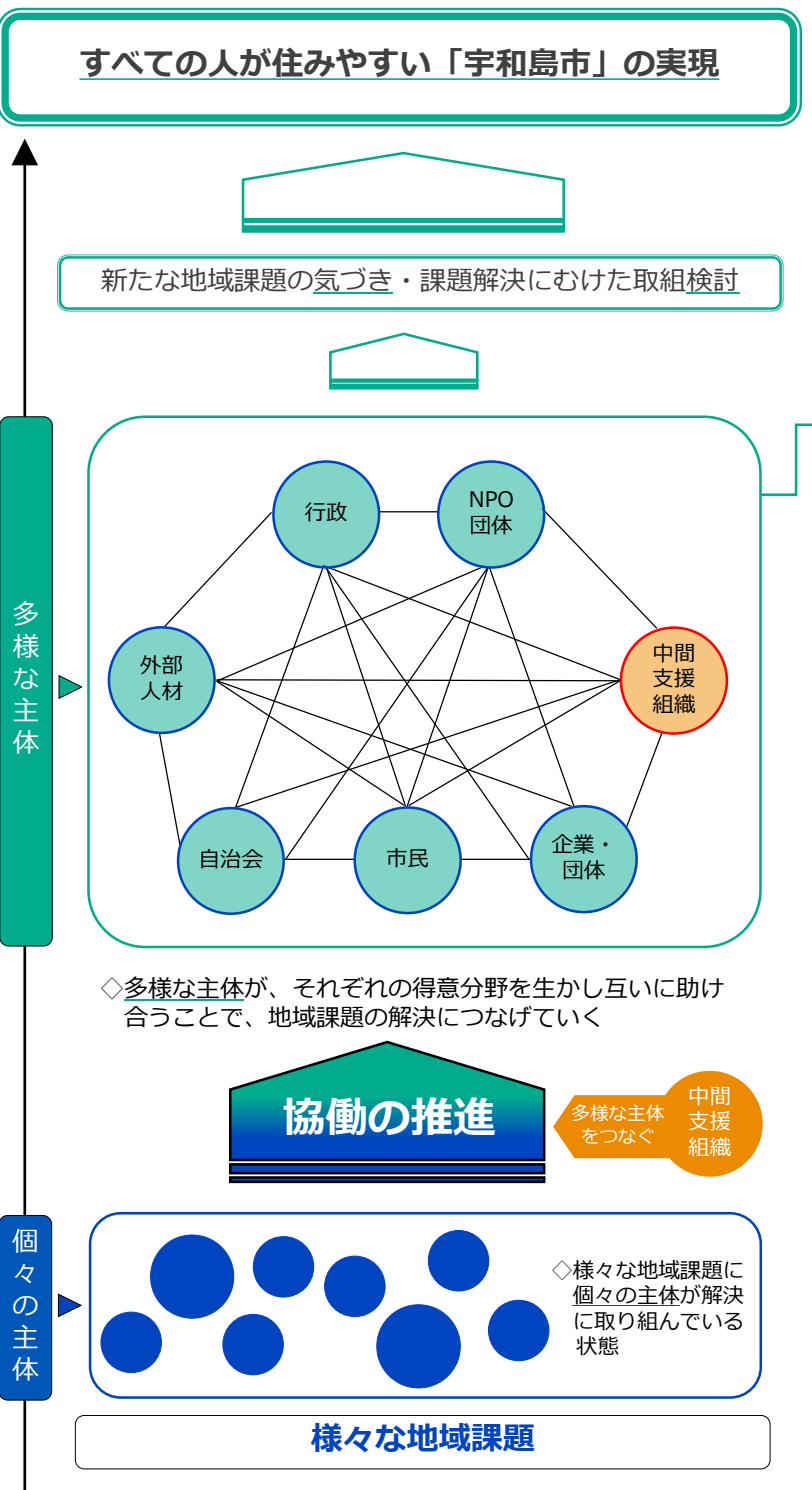 すべての人が住みやすい「宇和島市」の実現
新たな地域課題の気づき・課題解決にむけた取組検討
多様な主体
行政
NPO
団体
外部
人材
中間
支援
組織
自治会
市民
企業・
団体
◇多様な主体が、それぞれの得意分野を生かし互いに助け
合うことで、地域課題の解決につなげていく
協働の推進
多様な主体
をつなぐ
中間
支援
組織
個々の主体
◇様々な地域課題に
個々の主体が解決
に取り組んでいる
状態
様々な地域課題